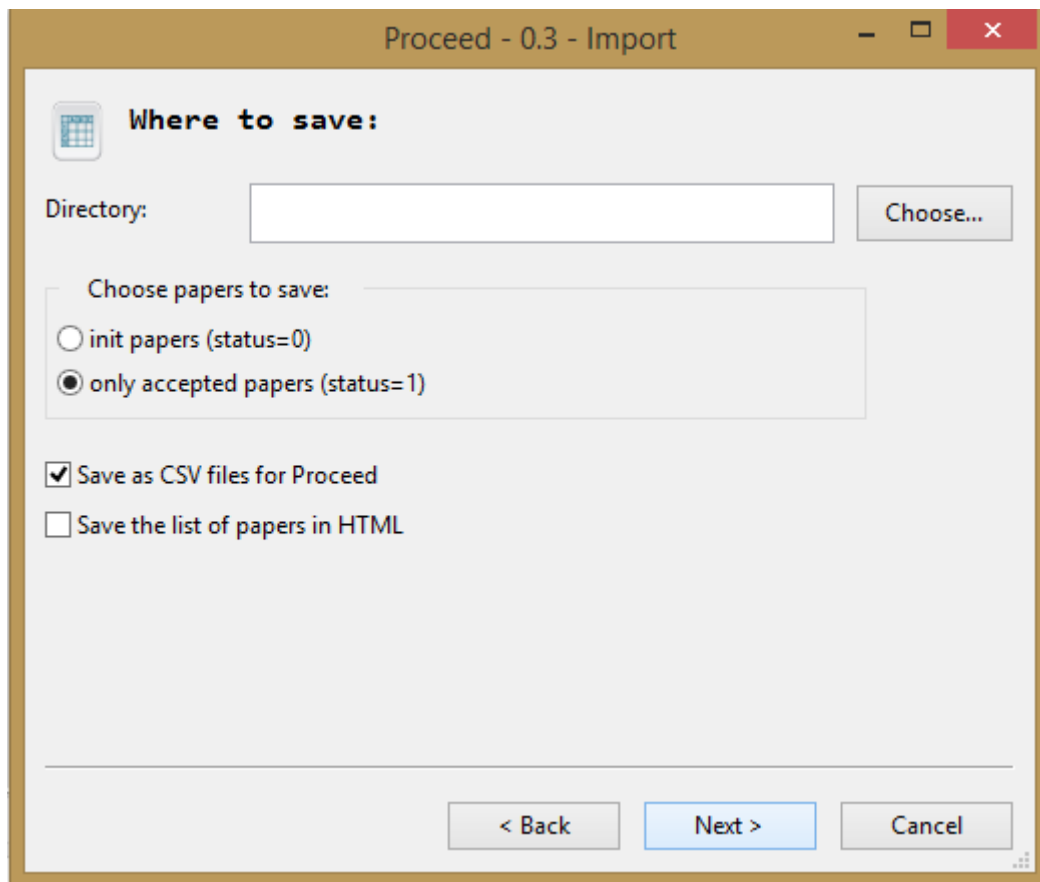 Proceed - 0.3 - Import
Where to save:
Directory:
Choose...
Choose papers to save:
init papers (status=0)
only accepted papers (status=1)
Save as CSV files for Proceed
Save the list of papers in HTML
< Back
Next >
Cancel